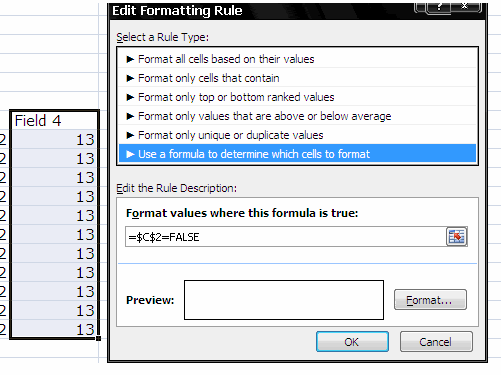 Edit Formatting Rule
?
Select a Rule Type:
► Format all cells based on their values
► Format only cells that contain
► Format only top or bottom ranked values
► Format only values that are above or below average
► Format only unique or duplicate values
► Use a formula to determine which cells to format
Edit the Rule Description:
Format values where this formula is true:
=$C$2=FALSE
Preview:
Format...
OK
Cancel
Field 4
2 13
2 13
2 13
2 13
2 13
2 13
2 13
2 13
2 13
2 13
2 13